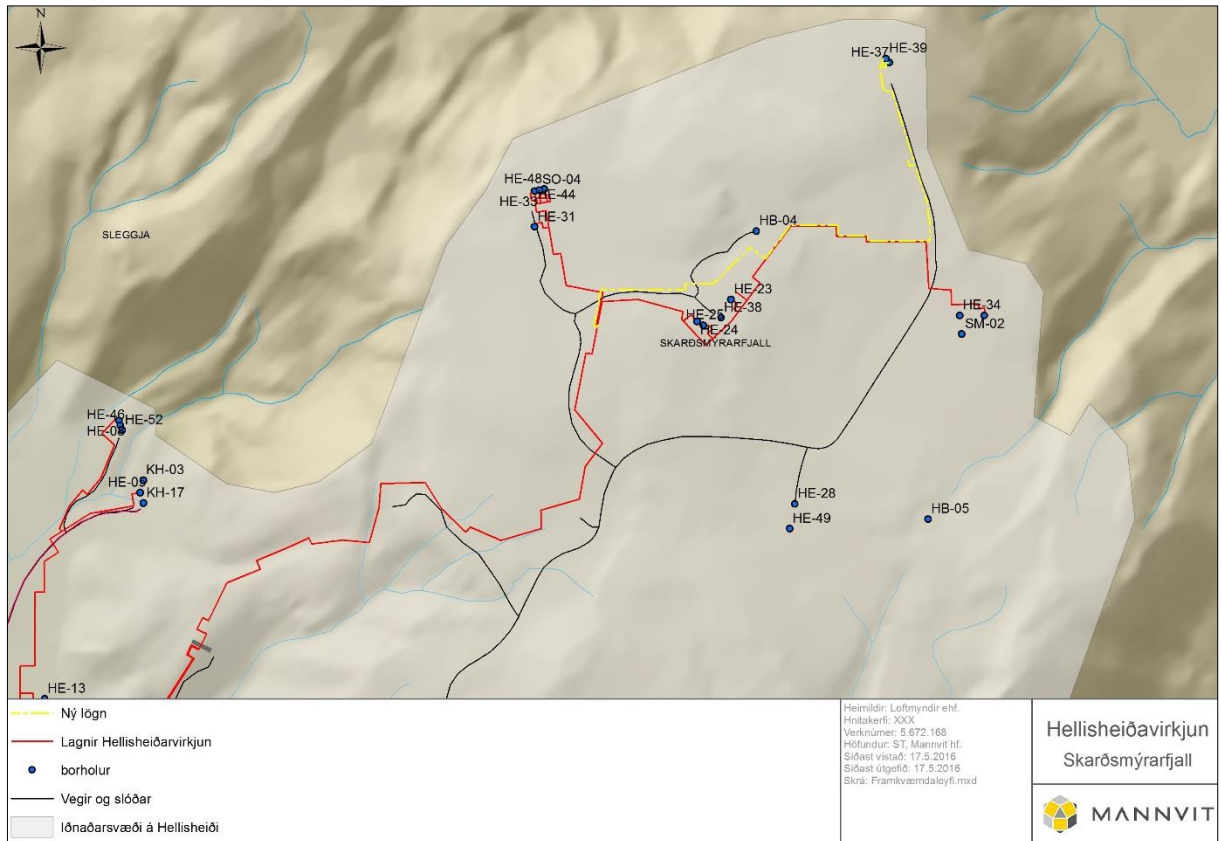 N
HE-37
HE-39
HE-48
SO-04
HE-33
HE-44
HE-31
HB-04
SLEGGJA
HE-23
HE-38
HE-25
HE-24
SKARÐSMÝRARFJALL
HE-34
SM-02
HE-46
HE-52
KH-03
KH-17
HE-28
HE-49
HB-05
HE-13
Ný lögn
Lagnir Hellisheiðarvirkjun
borholur
Vegir og slóðar
Iðnaðarsvæði á Hellisheiði
Heimildir: Loftmyndir ehf.
Hnitakerfi: XXX
Verknúmer: 5.672.168
Höfundur: ST, Mannvit hf.
Síðast vistað: 17.5.2016
Síðast útgefið: 17.5.2016
Skrá: Framkvæmdaleyfi.mxd
Hellisheiðavirkjun
Skarðsmýrarfjall
MANNVIT